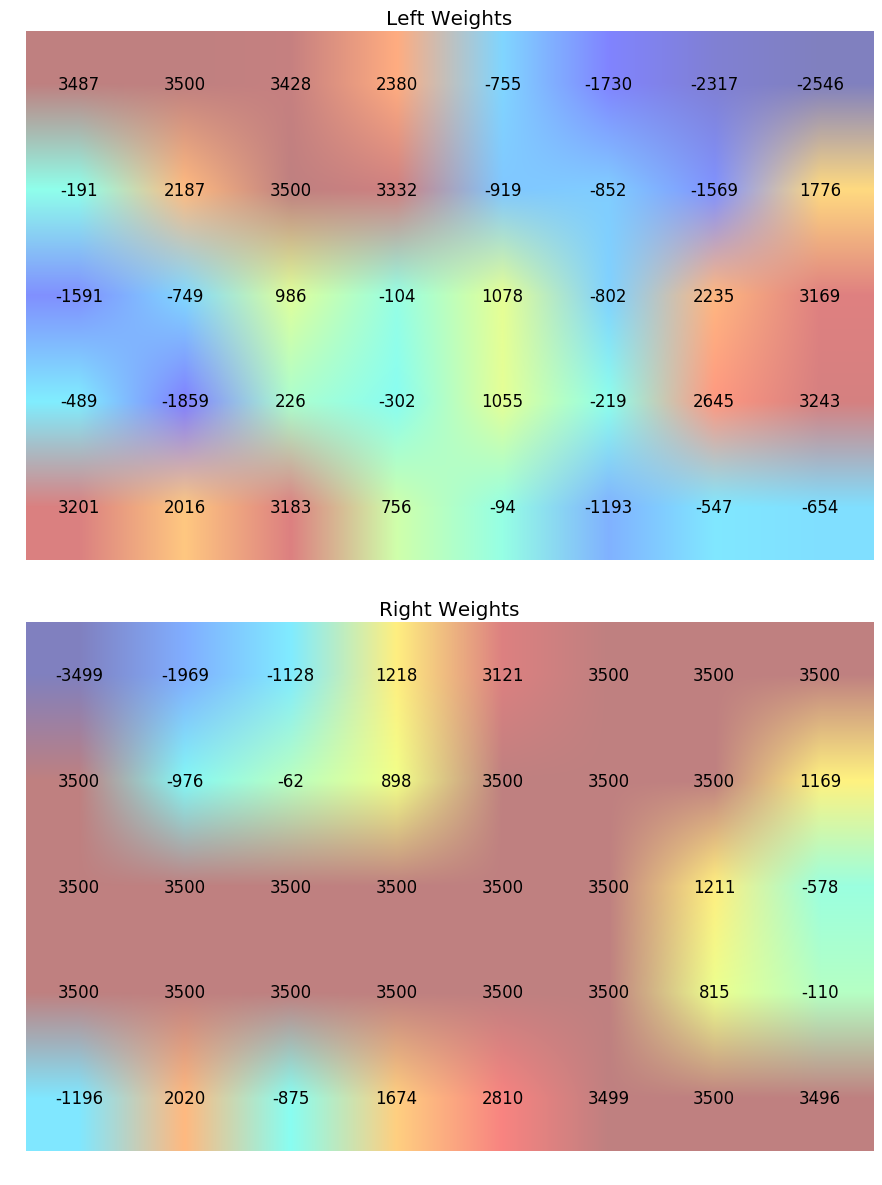 Left Weights
3487 3500 3428 2380 -755 -1730 -2317 -2546
-191 2187 3500 3332 -919 -852 -1569 1776
-1591 -749 986 -104 1078 -802 2235 3169
-489 -1859 226 -302 1055 -219 2645 3243
3201 2016 3183 756 -94 -1193 -547 -654
Right Weights
-3499 -1969 -1128 1218 3121 3500 3500 3500
3500 -976 -62 898 3500 3500 3500 1169
3500 3500 3500 3500 3500 3500 1211 -578
3500 3500 3500 3500 3500 3500 815 -110
-1196 2020 -875 1674 2810 3499 3500 3496